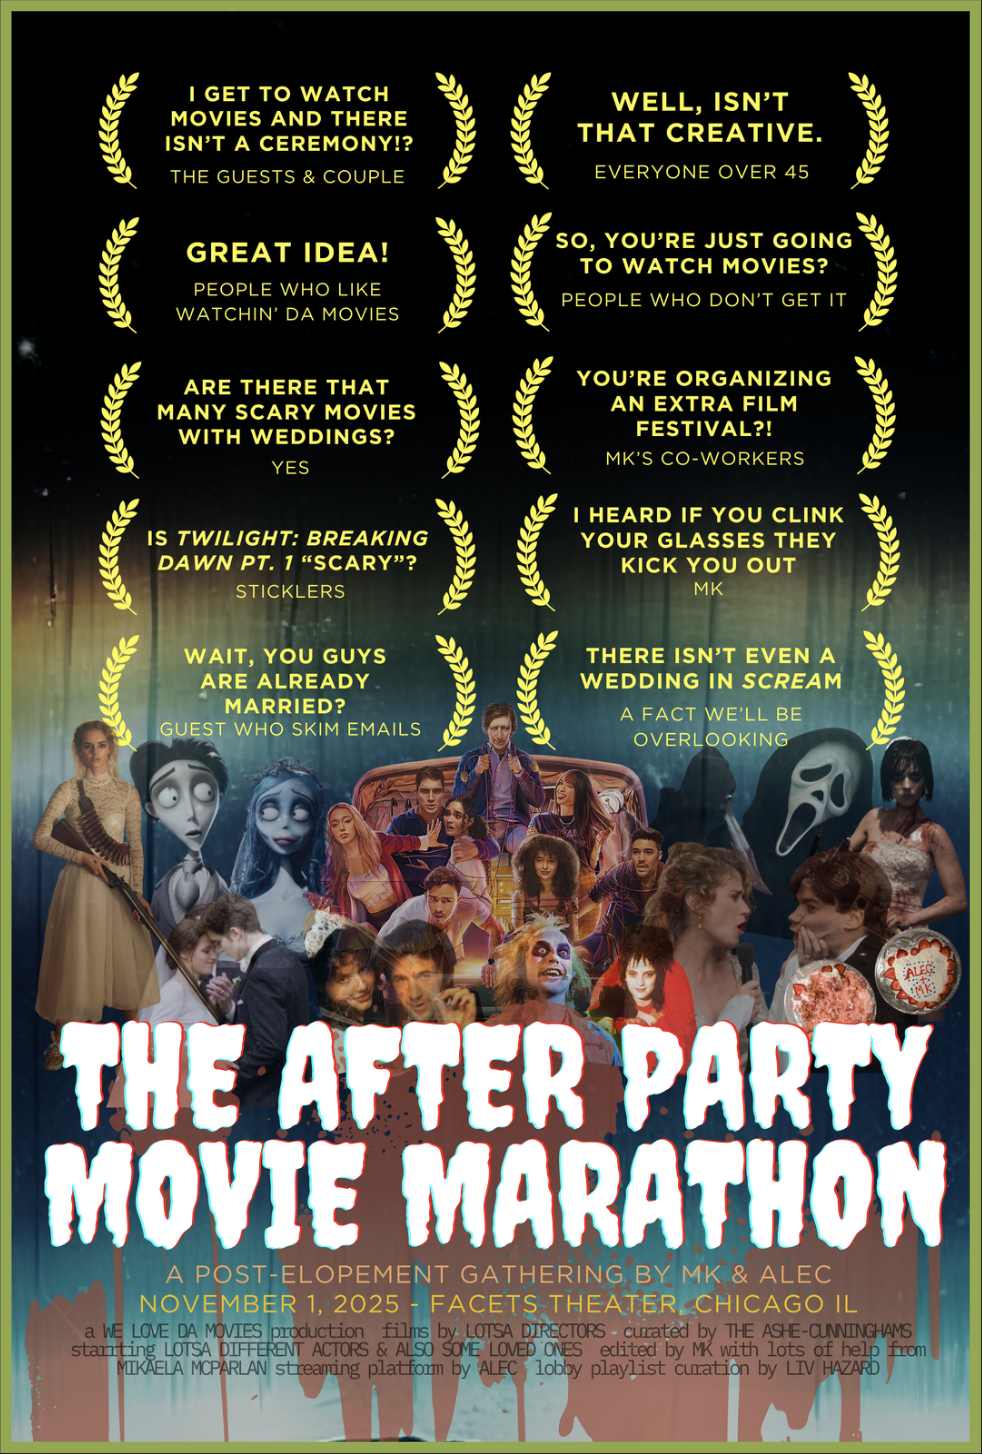 I GET TO WATCH
MOVIES AND THERE
ISN'T A CEREMONY!?
THE GUESTS & COUPLE
WELL, ISN'T
THAT CREATIVE.
EVERYONE OVER 45
GREAT IDEA!
PEOPLE WHO LIKE
WATCHIN' DA MOVIES
SO, YOU'RE JUST GOING
TO WATCH MOVIES?
PEOPLE WHO DON'T GET IT
ARE THERE THAT
MANY SCARY MOVIES
WITH WEDDINGS?
YES
YOU'RE ORGANIZING
AN EXTRA FILM
FESTIVAL?!
MK'S CO-WORKERS
IS TWILIGHT: BREAKING
DAWN PT. 1 “SCARY”?
STICKLERS
I HEARD IF YOU CLINK
YOUR GLASSES THEY
KICK YOU OUT
MK
WAIT, YOU GUYS
ARE ALREADY
MARRIED?
GUEST WHO SKIM EMAILS
THERE ISN'T EVEN A
WEDDING IN SCREAM
A FACT WE'LL BE
OVERLOOKING
ALEC
+
MK
THE AFTER PARTY
MOVIE MARATHON
A POST-ELOPEMENT GATHERING BY MK & ALEC
NOVEMBER 1, 2025 - FACETS THEATER, CHICAGO IL
a WE LOVE DA MOVIES production films by LOTSA DIRECTORS curated by THE ASHE-CUNNINGHAMS
starrting LOTSA DIFFERENT ACTORS & ALSO SOME LOVED ONES edited by MK with lots of help from
MIKAELA MCPARLAN streaming platform by ALEC lobby playlist curation by LIV HAZARD